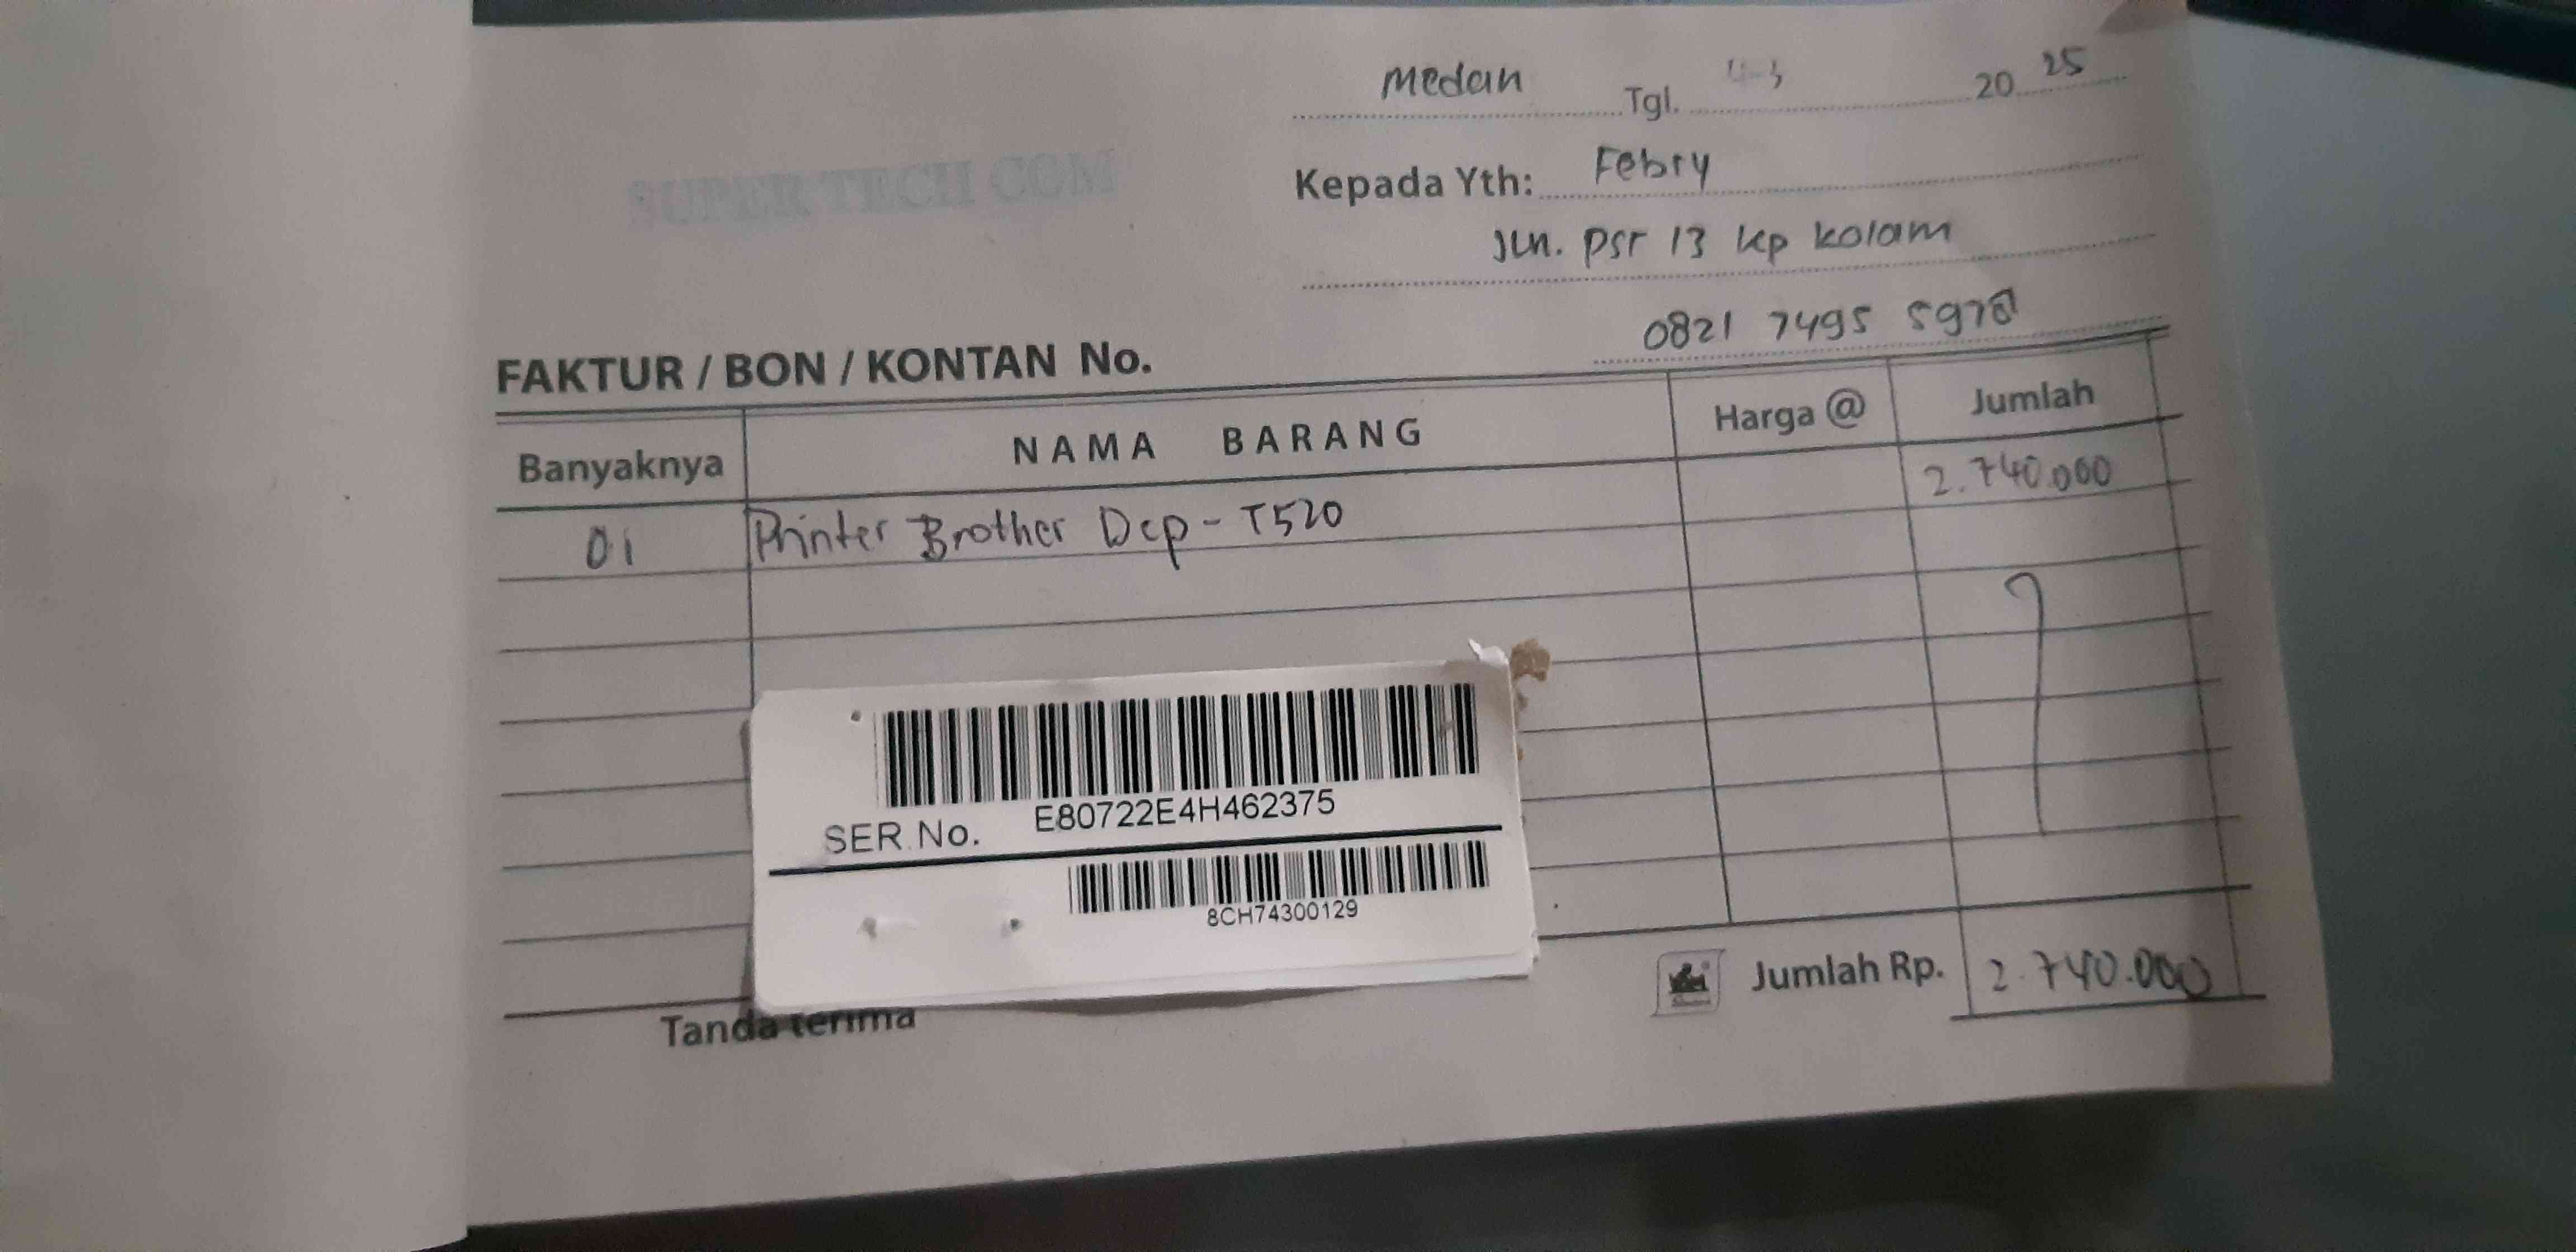 Medan Tgl. 4-3 20 25
SUPER TECH COM
Kepada Yth: Febry
Jln. psr 13 kp kolam
0821 7495 5978
FAKTUR / BON / KONTAN No.
Banyaknya NAMA BARANG Harga @ Jumlah
01 Printer Brother Dcp - T520 2.740.000
E80722E4H462375
SER.No.
8CH74300129
Jumlah Rp. 2.740.000
Tanda terima